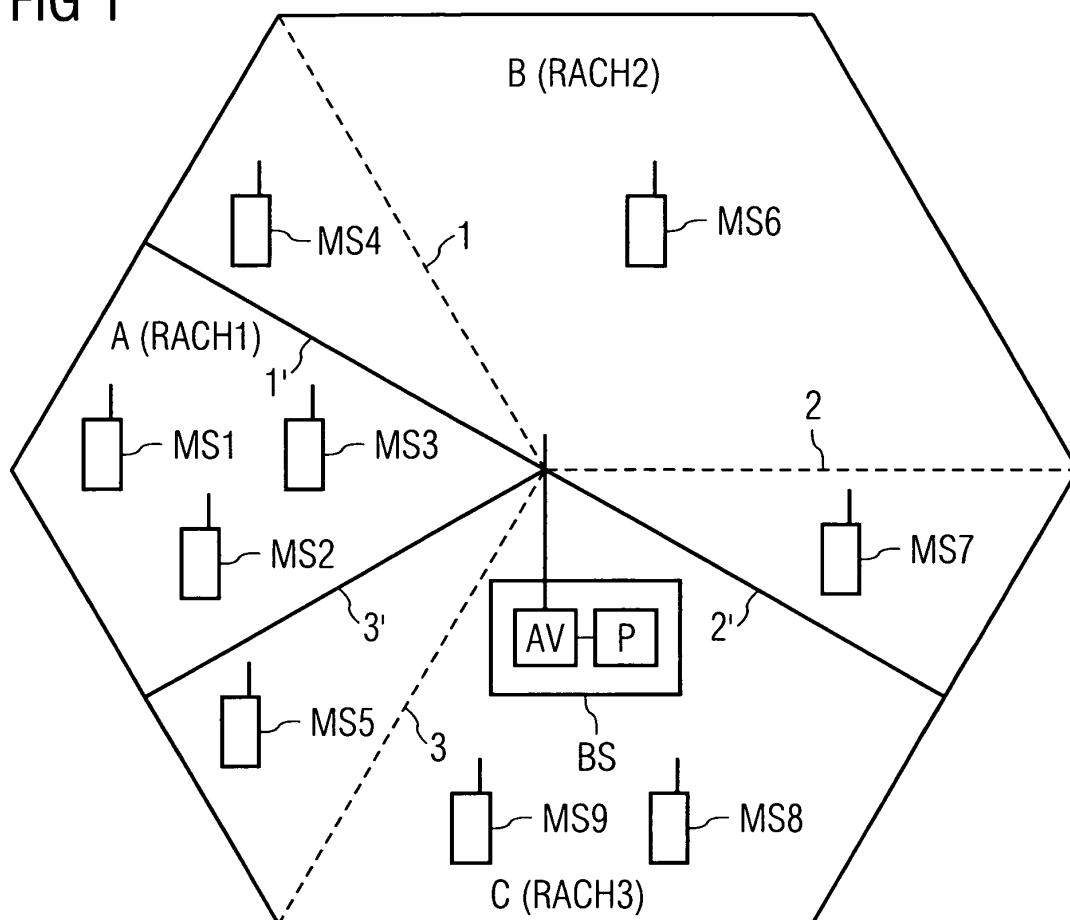 FIG 1
B (RACH2)
MS4
1
MS6
A (RACH1)
1'
MS1
MS3
2
MS2
MS7
3'
AV
P
2'
MS5
3
BS
MS9
MS8
C (RACH3)